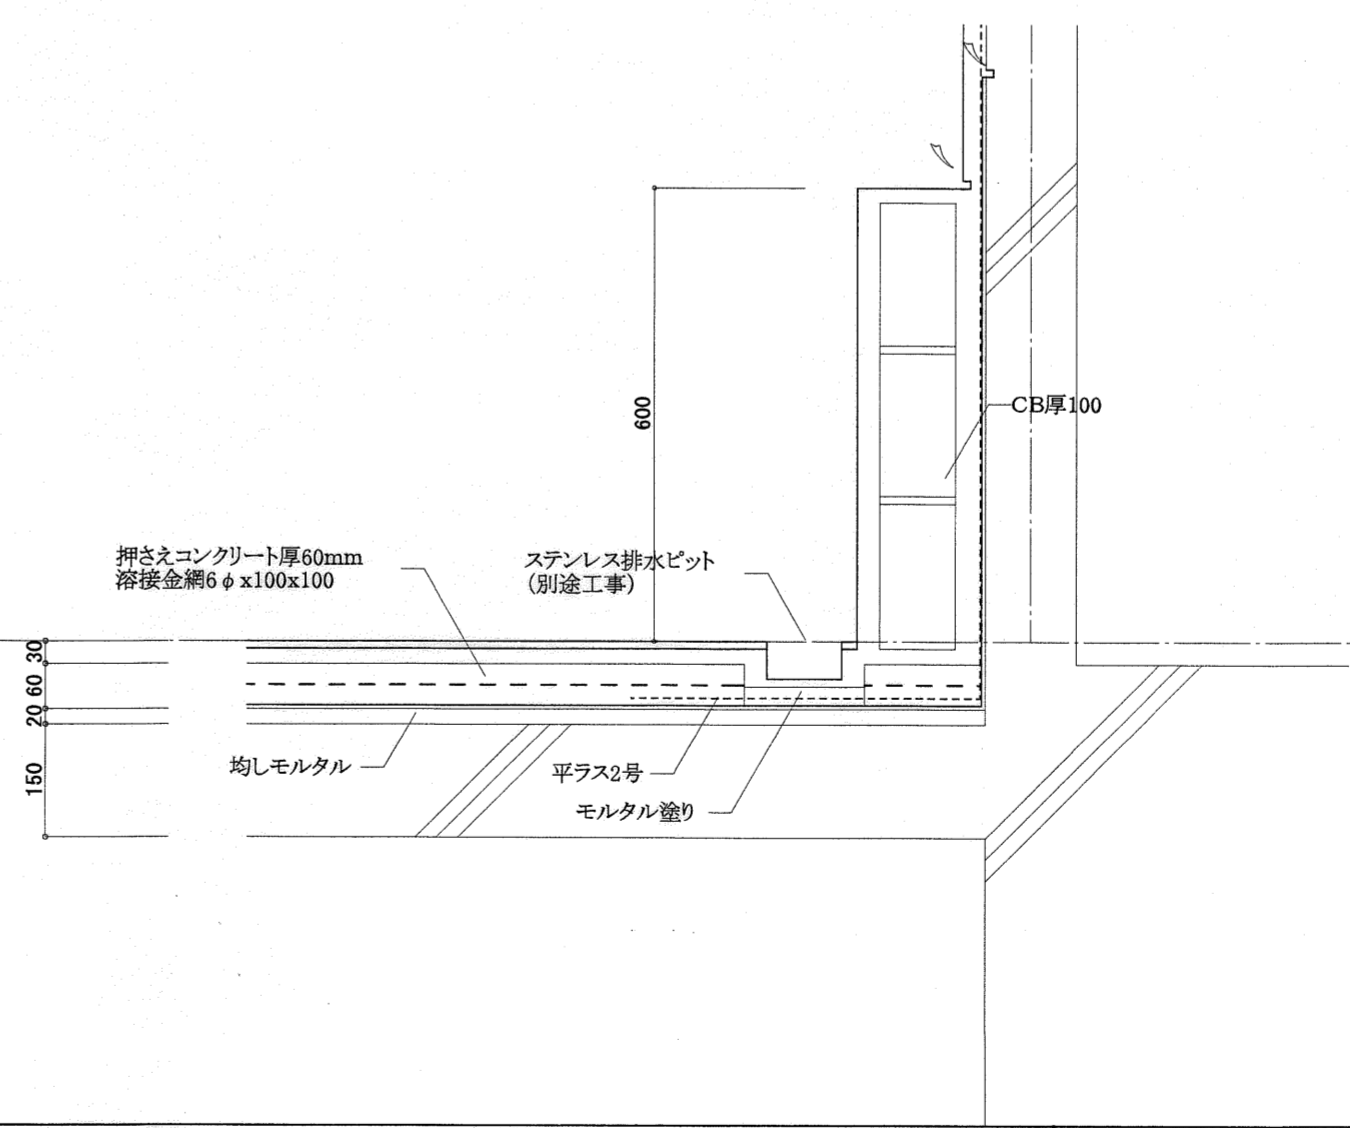 600
CB厚100
押さえコンクリート厚60mm
溶接金網6φx100x100
ステンレス排水ピット
(別途工事)
30
60
20
150
均しモルタル
平ラス2号
モルタル塗り